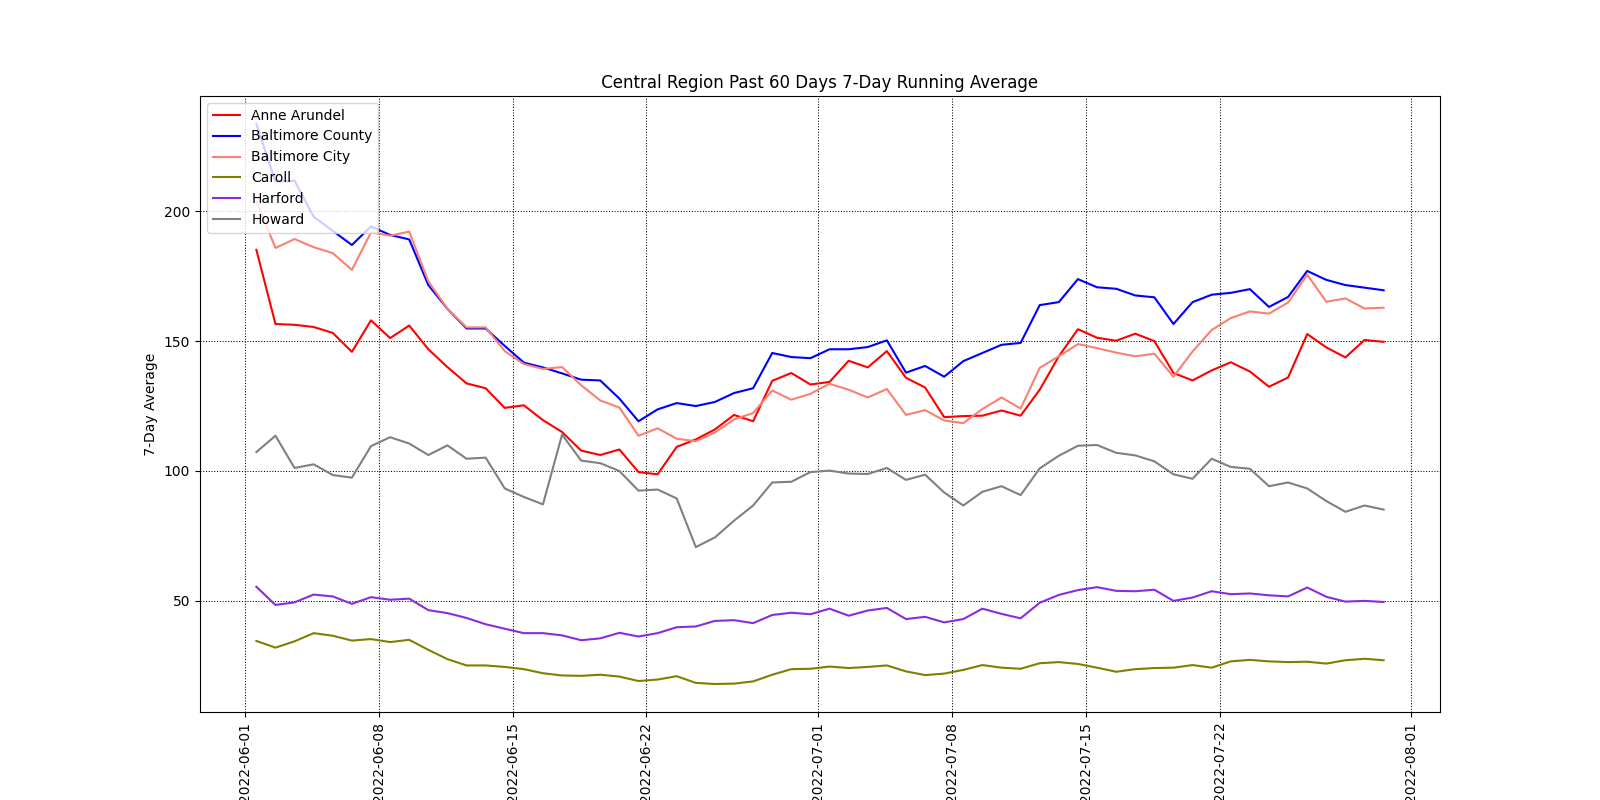 Central Region Past 60 Days 7-Day Running Average
Anne Arundel
Baltimore County
Baltimore City
Caroll
Harford
Howard
7-Day Average
200
150
100
50
2022-06-01
2022-06-08
2022-06-15
2022-06-22
2022-07-01
2022-07-08
2022-07-15
2022-07-22
2022-08-01